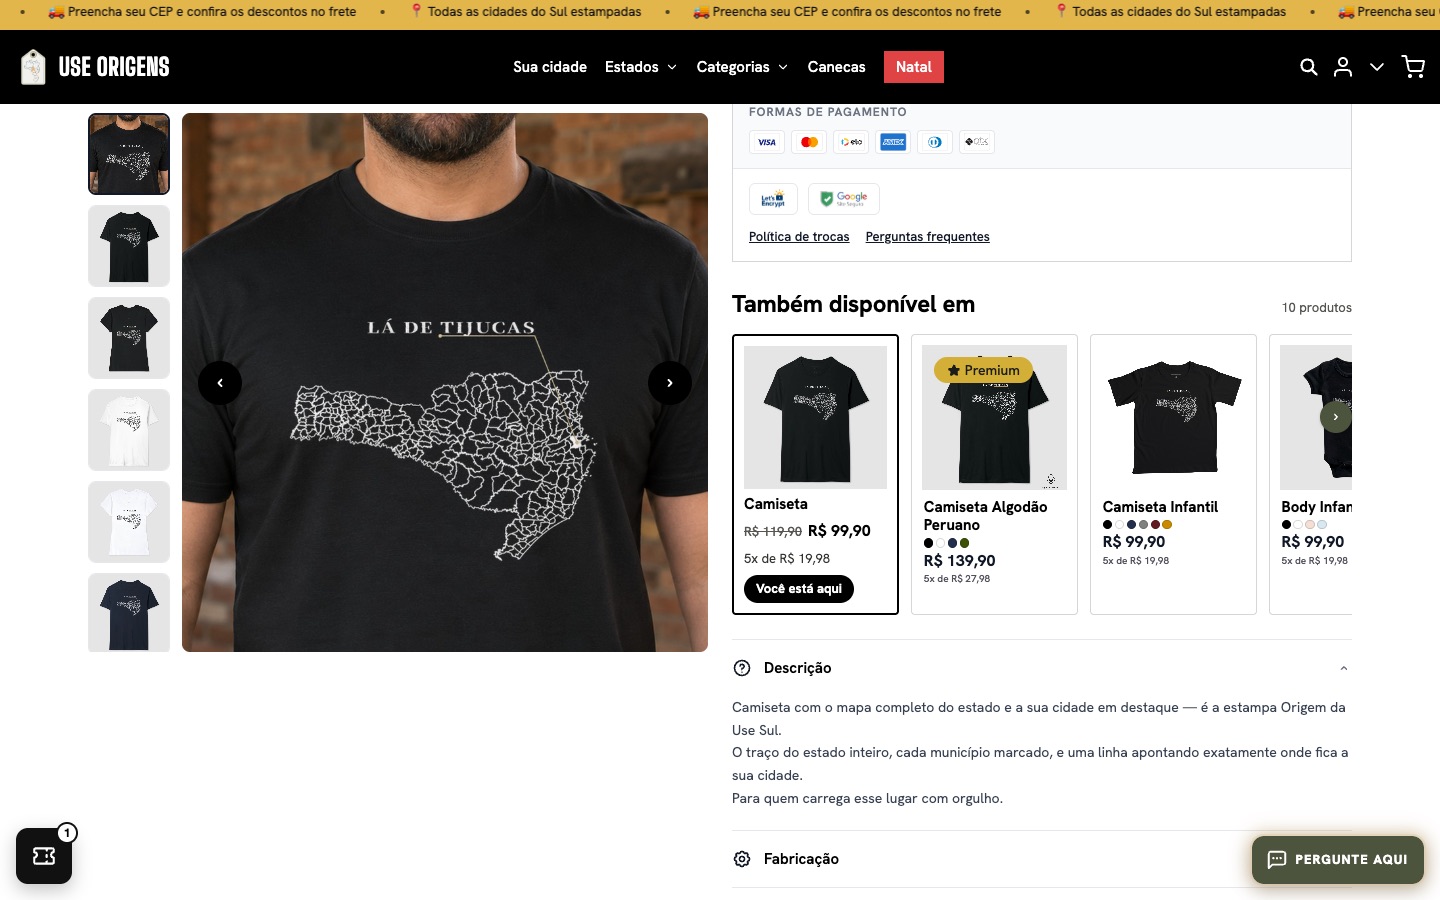 🚚 Preencha seu CEP e confira os descontos no frete • 📍 Todas as cidades do Sul estampadas • 🚚 Preencha seu CEP e confira os descontos no frete • 📍 Todas as cidades do Sul estampadas • 🚚 Preencha seu
USE ORIGENS
Sua cidade
Estados
Categorias
Canecas
Natal
LÁ DE TIJUCAS
FORMAS DE PAGAMENTO
VISA
elo
AMEX
Let's
Encrypt
Google
Política de trocas
Perguntas frequentes
Também disponível em
10 produtos
Camiseta
R$ 119,90 R$ 99,90
5x de R$ 19,98
Você está aqui
Premium
Camiseta Algodão
Peruano
R$ 139,90
5x de R$ 27,98
Camiseta Infantil
R$ 99,90
5x de R$ 19,98
Body Infan
R$ 99,90
5x de R$ 19,98
Descrição
Camiseta com o mapa completo do estado e a sua cidade em destaque — é a estampa Origem da
Use Sul.
O traço do estado inteiro, cada município marcado, e uma linha apontando exatamente onde fica a
sua cidade.
Para quem carrega esse lugar com orgulho.
Fabricação
1
PERGUNTE AQUI